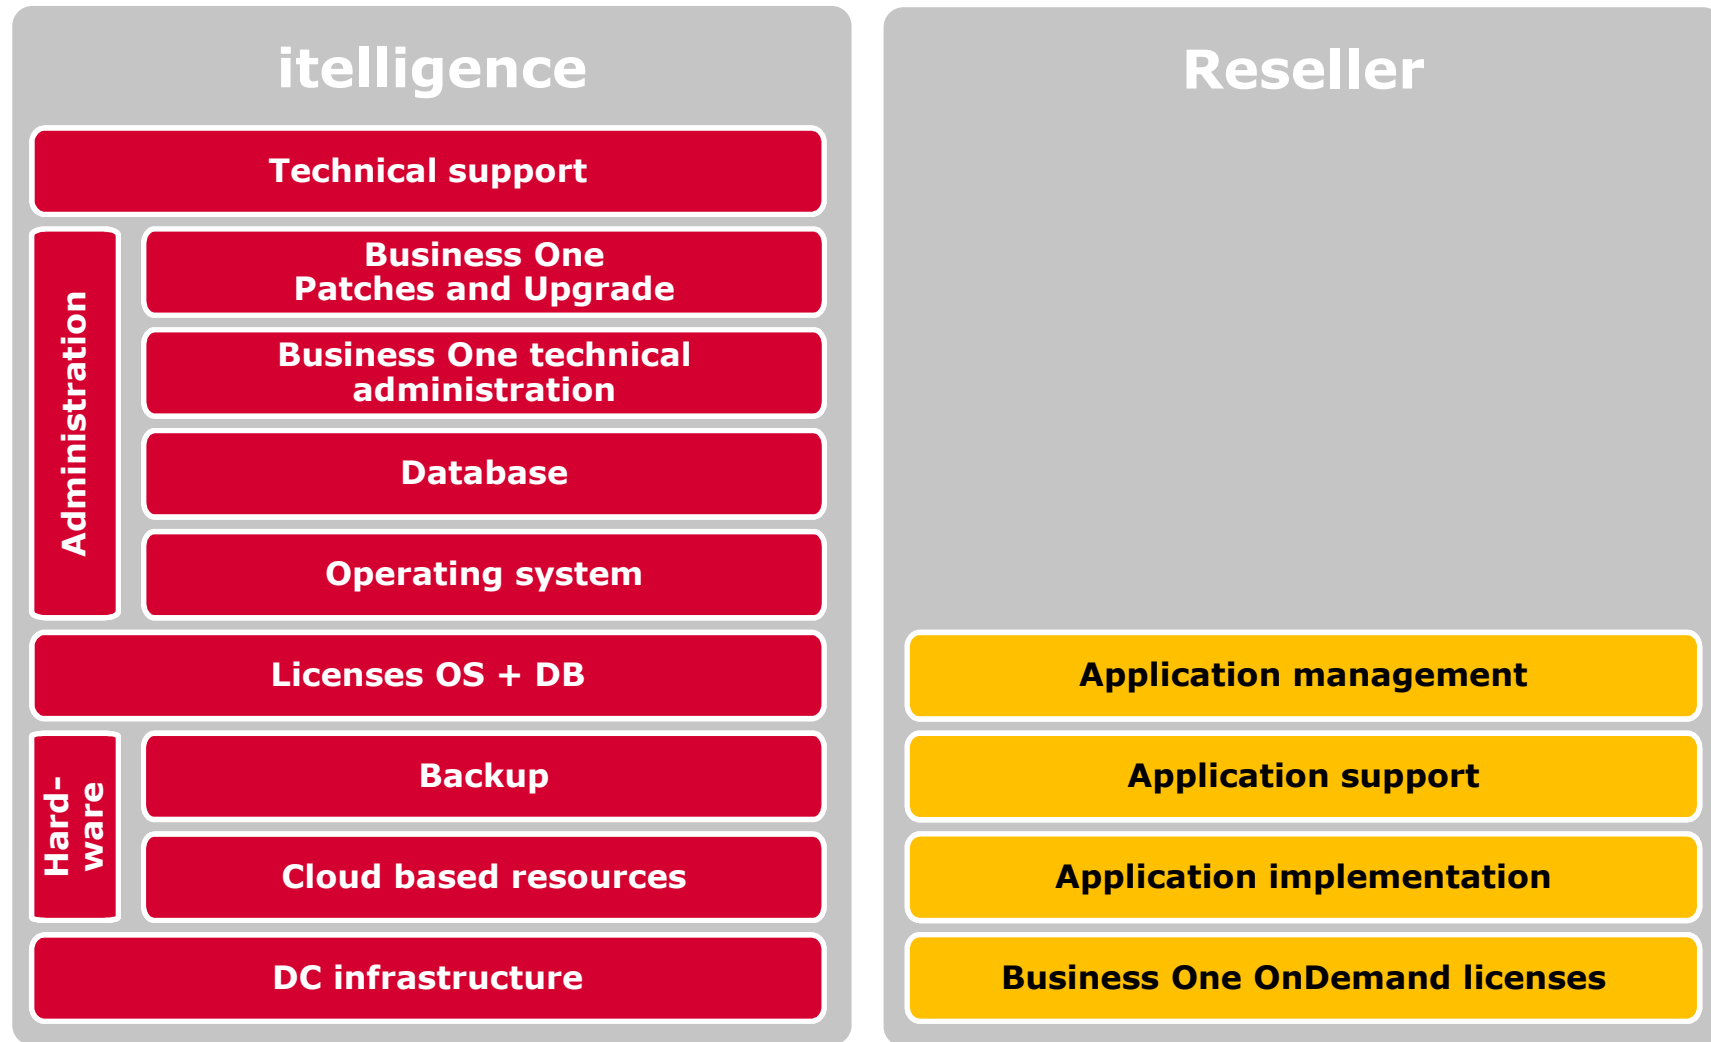 itelligence
Technical support
Administration
Business One
Patches and Upgrade
Business One technical
administration
Database
Operating system
Licenses OS + DB
Hard-
ware
Backup
Cloud based resources
DC infrastructure
Reseller
Application management
Application support
Application implementation
Business One OnDemand licenses